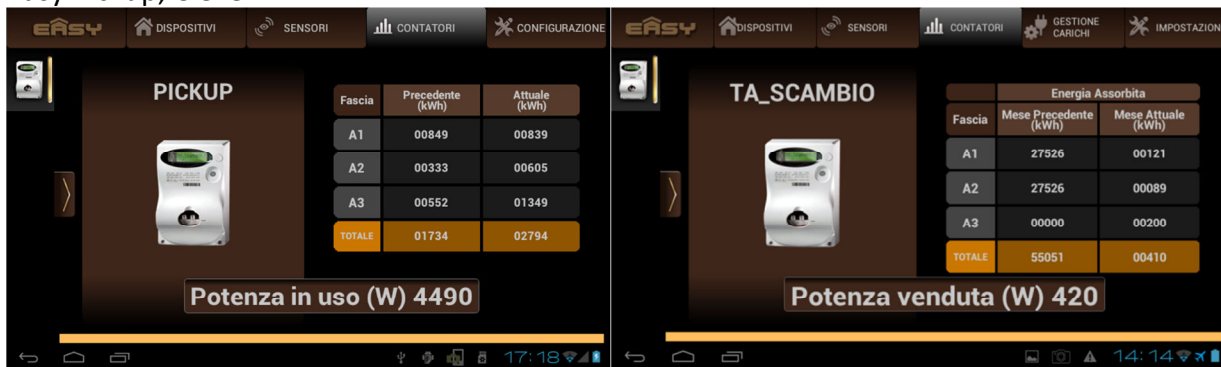 EASY
DISPOSITIVI
SENSORI
CONTATORI
CONFIGURAZIONE
PICKUP
Fascia Precedente (kWh) Attuale (kWh)
A1 00849 00839
A2 00333 00605
A3 00552 01349
TOTALE 01734 02794
Potenza in uso (W) 4490
17:18
EASY
DISPOSITIVI
SENSORI
CONTATORI
GESTIONE
CARICHI
IMPOSTAZION
TA_SCAMBIO
Energia Assorbita
Fascia Mese Precedente (kWh) Mese Attuale (kWh)
A1 27526 00121
A2 27526 00089
A3 00000 00200
TOTALE 55051 00410
Potenza venduta (W) 420
14:14